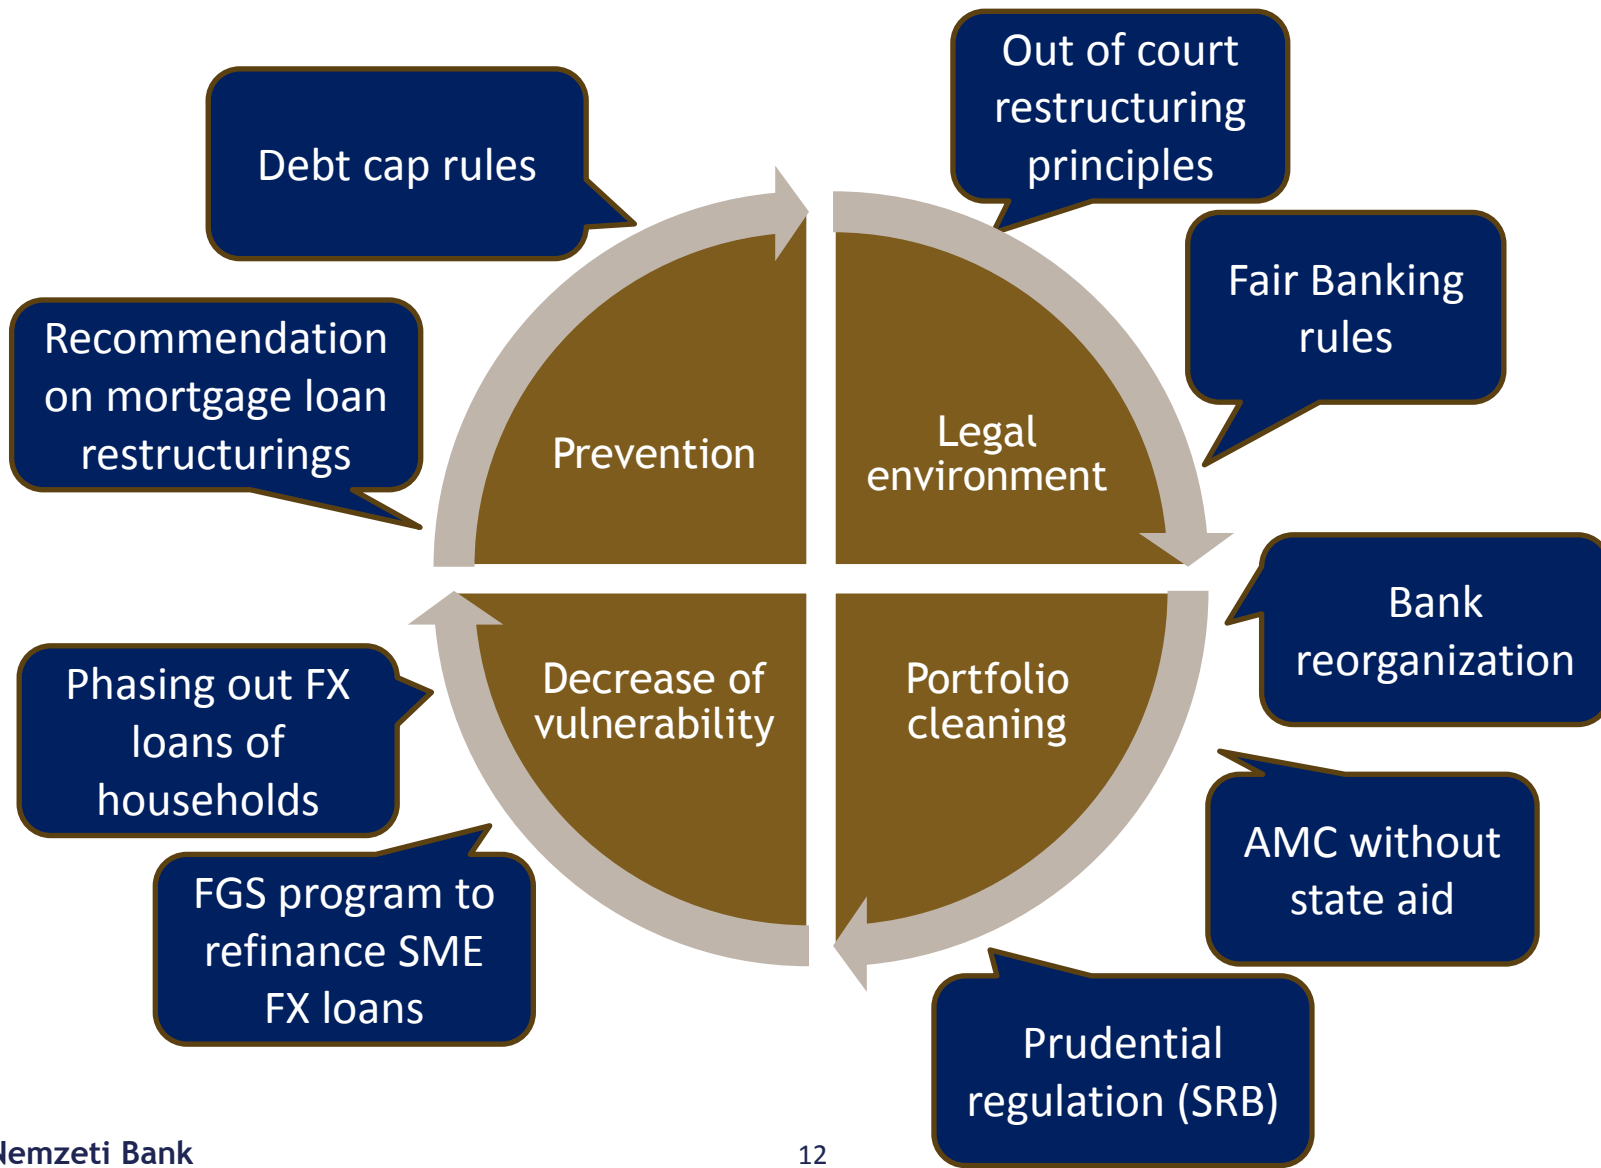 Out of court
restructuring
principles
Debt cap rules
Fair Banking
rules
Recommendation
on mortgage loan
restructurings
Prevention
Legal
environment
Bank
reorganization
Phasing out FX
loans of
households
Decrease of
vulnerability
Portfolio
cleaning
AMC without
state aid
FGS program to
refinance SME
FX loans
Prudential
regulation (SRB)
Nemzeti Bank
12